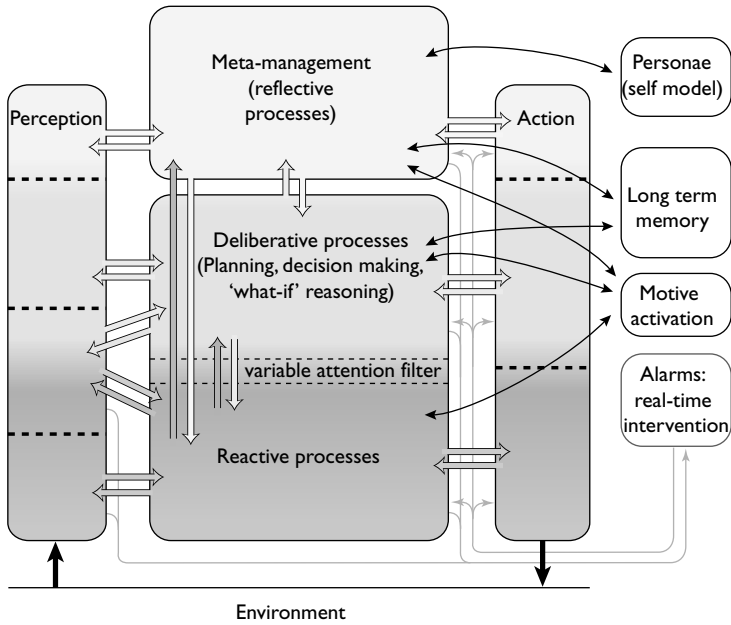 Meta-management
(reflective
processes)
Personae
(self model)
Perception
Action
Long term
memory
Deliberative processes
(Planning, decision making,
‘what-if’ reasoning)
Motive
activation
variable attention filter
Alarms:
real-time
intervention
Reactive processes
Environment